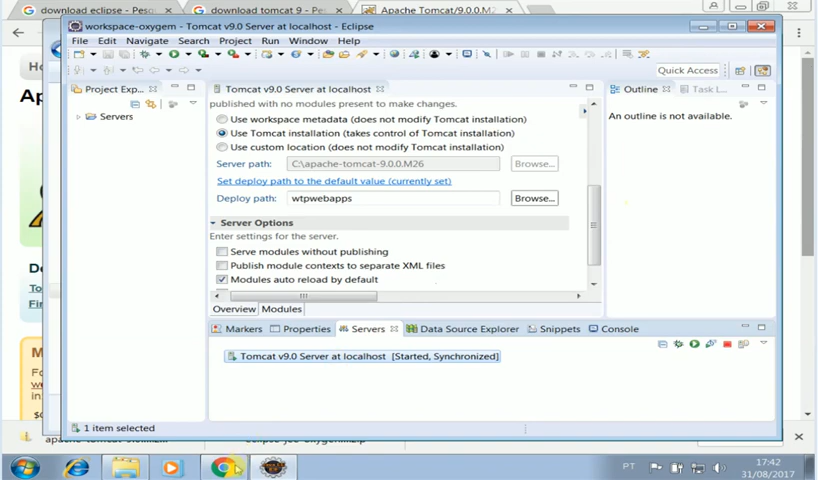 download eclipse - Pesq
download tomcat 9 - Pes
Apache Tomcat/9.0.0.M2
workspace-oxygem - Server - Eclipse
File Edit Navigate Search Project Run Window Help
Quick Access
Project Exp...
Tomcat v9.0 Server at localhost
Outline
Task L...
Servers
An outline is not available.
published with no modules present to make changes.
Use workspace metadata (does not modify Tomcat installation)
Use Tomcat installation (takes control of Tomcat installation)
Use custom location (does not modify Tomcat installation)
Server path: C:\apache-tomcat-9.0.0.M26 Browse...
Set deploy path to the default value (currently set)
Deploy path: wtpwebapps Browse...
Server Options
Enter settings for the server.
Serve modules without publishing
Publish module contexts to separate XML files
Modules auto reload by default
Overview Modules
Markers Properties Servers Data Source Explorer Snippets Console
Tomcat v9.0 Server at localhost [Started, Synchronized]
1 item selected
PT
17:42
31/08/2017